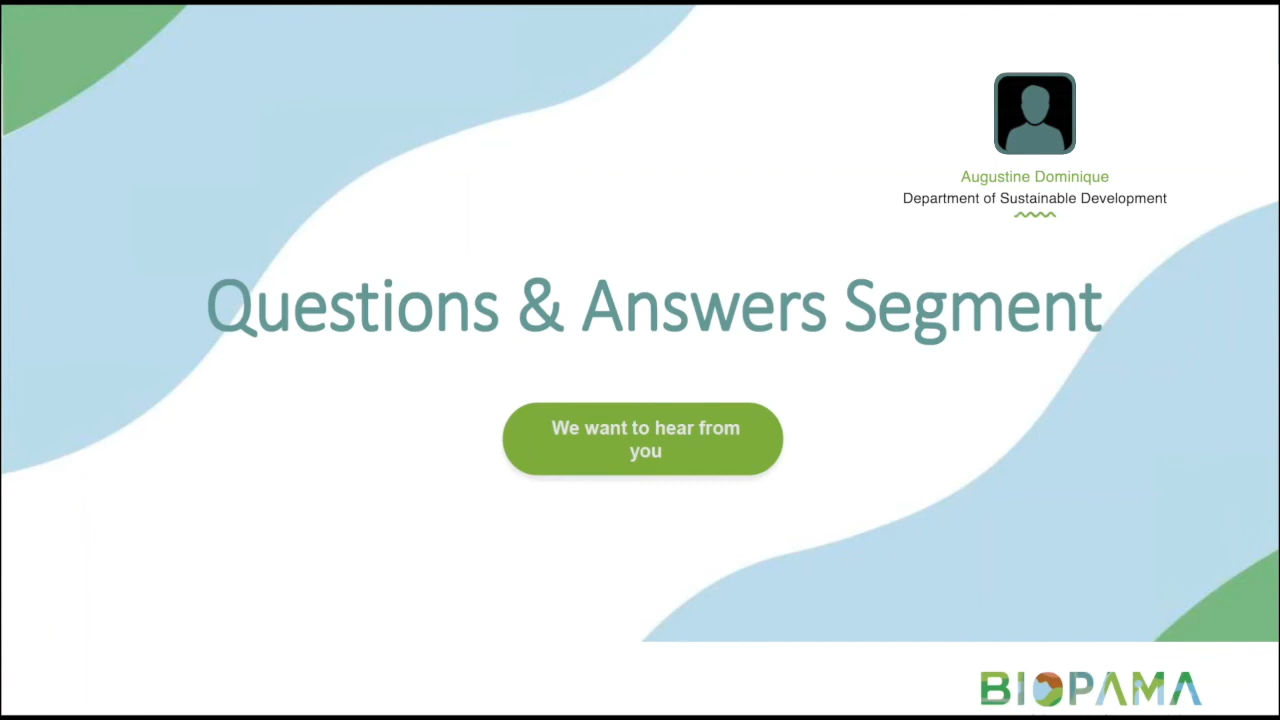 Augustine Dominique
Department of Sustainable Development
Questions & Answers Segment
We want to hear from
you
BIOPAMA